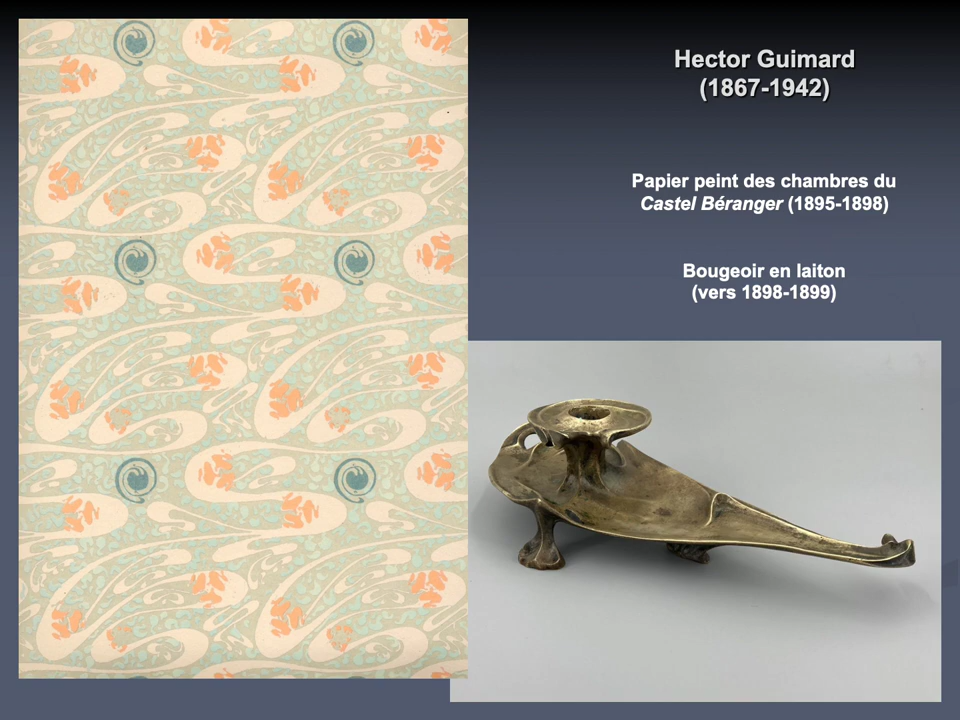 Hector Guimard
(1867-1942)
Papier peint des chambres du
Castel Béranger (1895-1898)
Bougeoir en laiton
(vers 1898-1899)